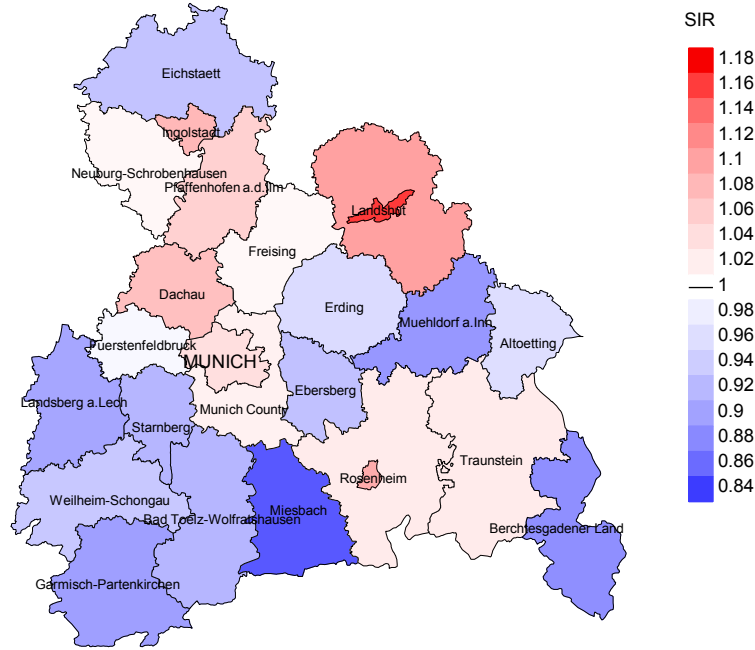 SIR
1.18
1.16
1.14
1.12
1.1
1.08
1.06
1.04
1.02
1
0.98
0.96
0.94
0.92
0.9
0.88
0.86
0.84
Eichstaett
Ingolstadt
Neuburg-Schrobenhausen
Pfaffenhofen a.d.Ilm
Landshut
Freising
Dachau
Erding
Muehldorf a.Inn
Altoetting
Fuerstenfeldbruck
MUNICH
Ebersberg
Landsberg a.Lech
Munich County
Starnberg
Traunstein
Rosenheim
Weilheim-Schongau
Miesbach
Bad Toelz-Wolfratshausen
Berchtesgadener Land
Garmisch-Partenkirchen